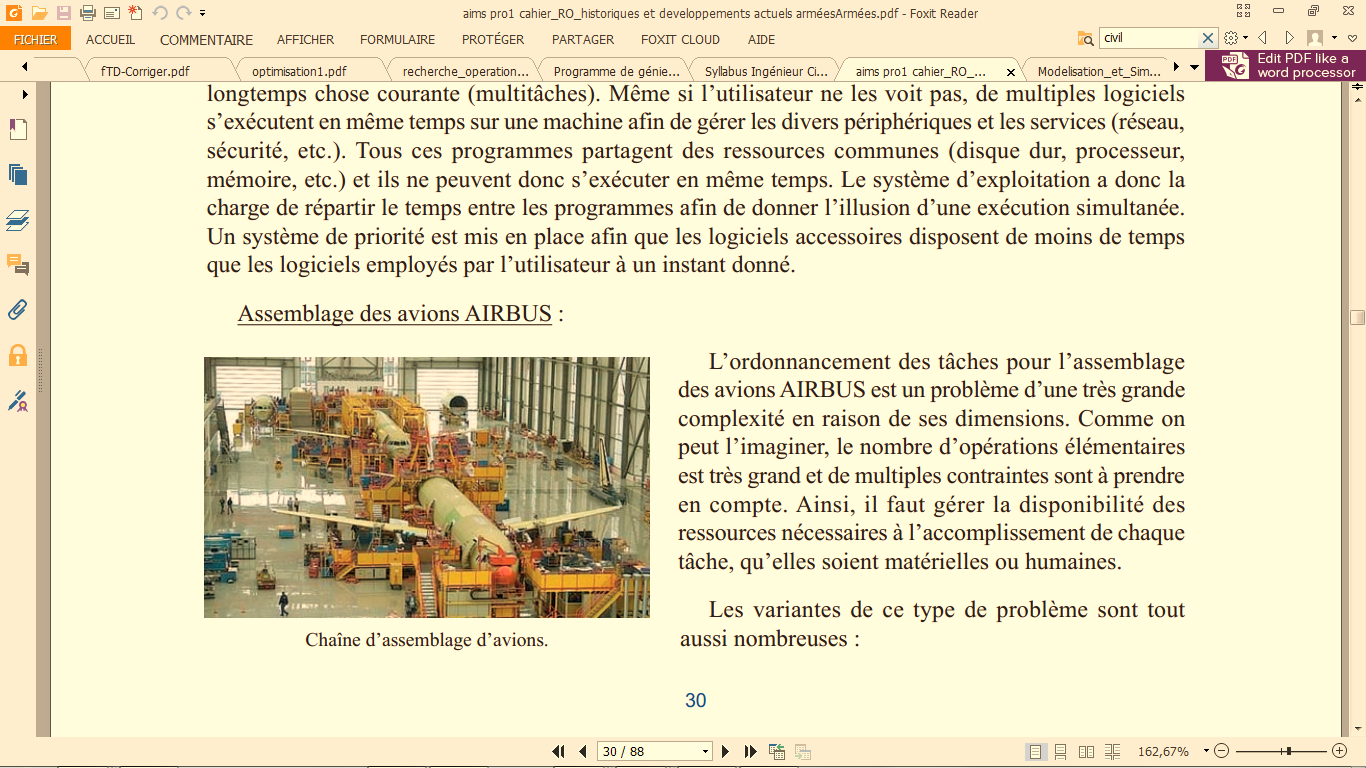 aims pro1 cahier_RO_historiques et developpements actuels arméesArmées.pdf - Foxit Reader
FICHIER ACCUEIL COMMENTAIRE AFFICHER FORMULAIRE PROTÉGER PARTAGER FOXIT CLOUD AIDE civil
fTD-Corriger.pdf optimisation1.pdf recherche_operation... Programme de génie... Syllabus Ingénieur Ci... aims pro1 cahier_RO_... Modelisation_et_Sim...
Edit PDF like a
word processor
longtemps chose courante (multitâches). Même si l’utilisateur ne les voit pas, de multiples logiciels
s’exécutent en même temps sur une machine afin de gérer les divers périphériques et les services (réseau,
sécurité, etc.). Tous ces programmes partagent des ressources communes (disque dur, processeur,
mémoire, etc.) et ils ne peuvent donc s’exécuter en même temps. Le système d’exploitation a donc la
charge de répartir le temps entre les programmes afin de donner l’illusion d’une exécution simultanée.
Un système de priorité est mis en place afin que les logiciels accessoires disposent de moins de temps
que les logiciels employés par l’utilisateur à un instant donné.
Assemblage des avions AIRBUS :
L’ordonnancement des tâches pour l’assemblage
des avions AIRBUS est un problème d’une très grande
complexité en raison de ses dimensions. Comme on
peut l’imaginer, le nombre d’opérations élémentaires
est très grand et de multiples contraintes sont à prendre
en compte. Ainsi, il faut gérer la disponibilité des
ressources nécessaires à l’accomplissement de chaque
tâche, qu’elles soient matérielles ou humaines.
Les variantes de ce type de problème sont tout
aussi nombreuses :
Chaîne d’assemblage d’avions.
30
30 / 88
162,67%